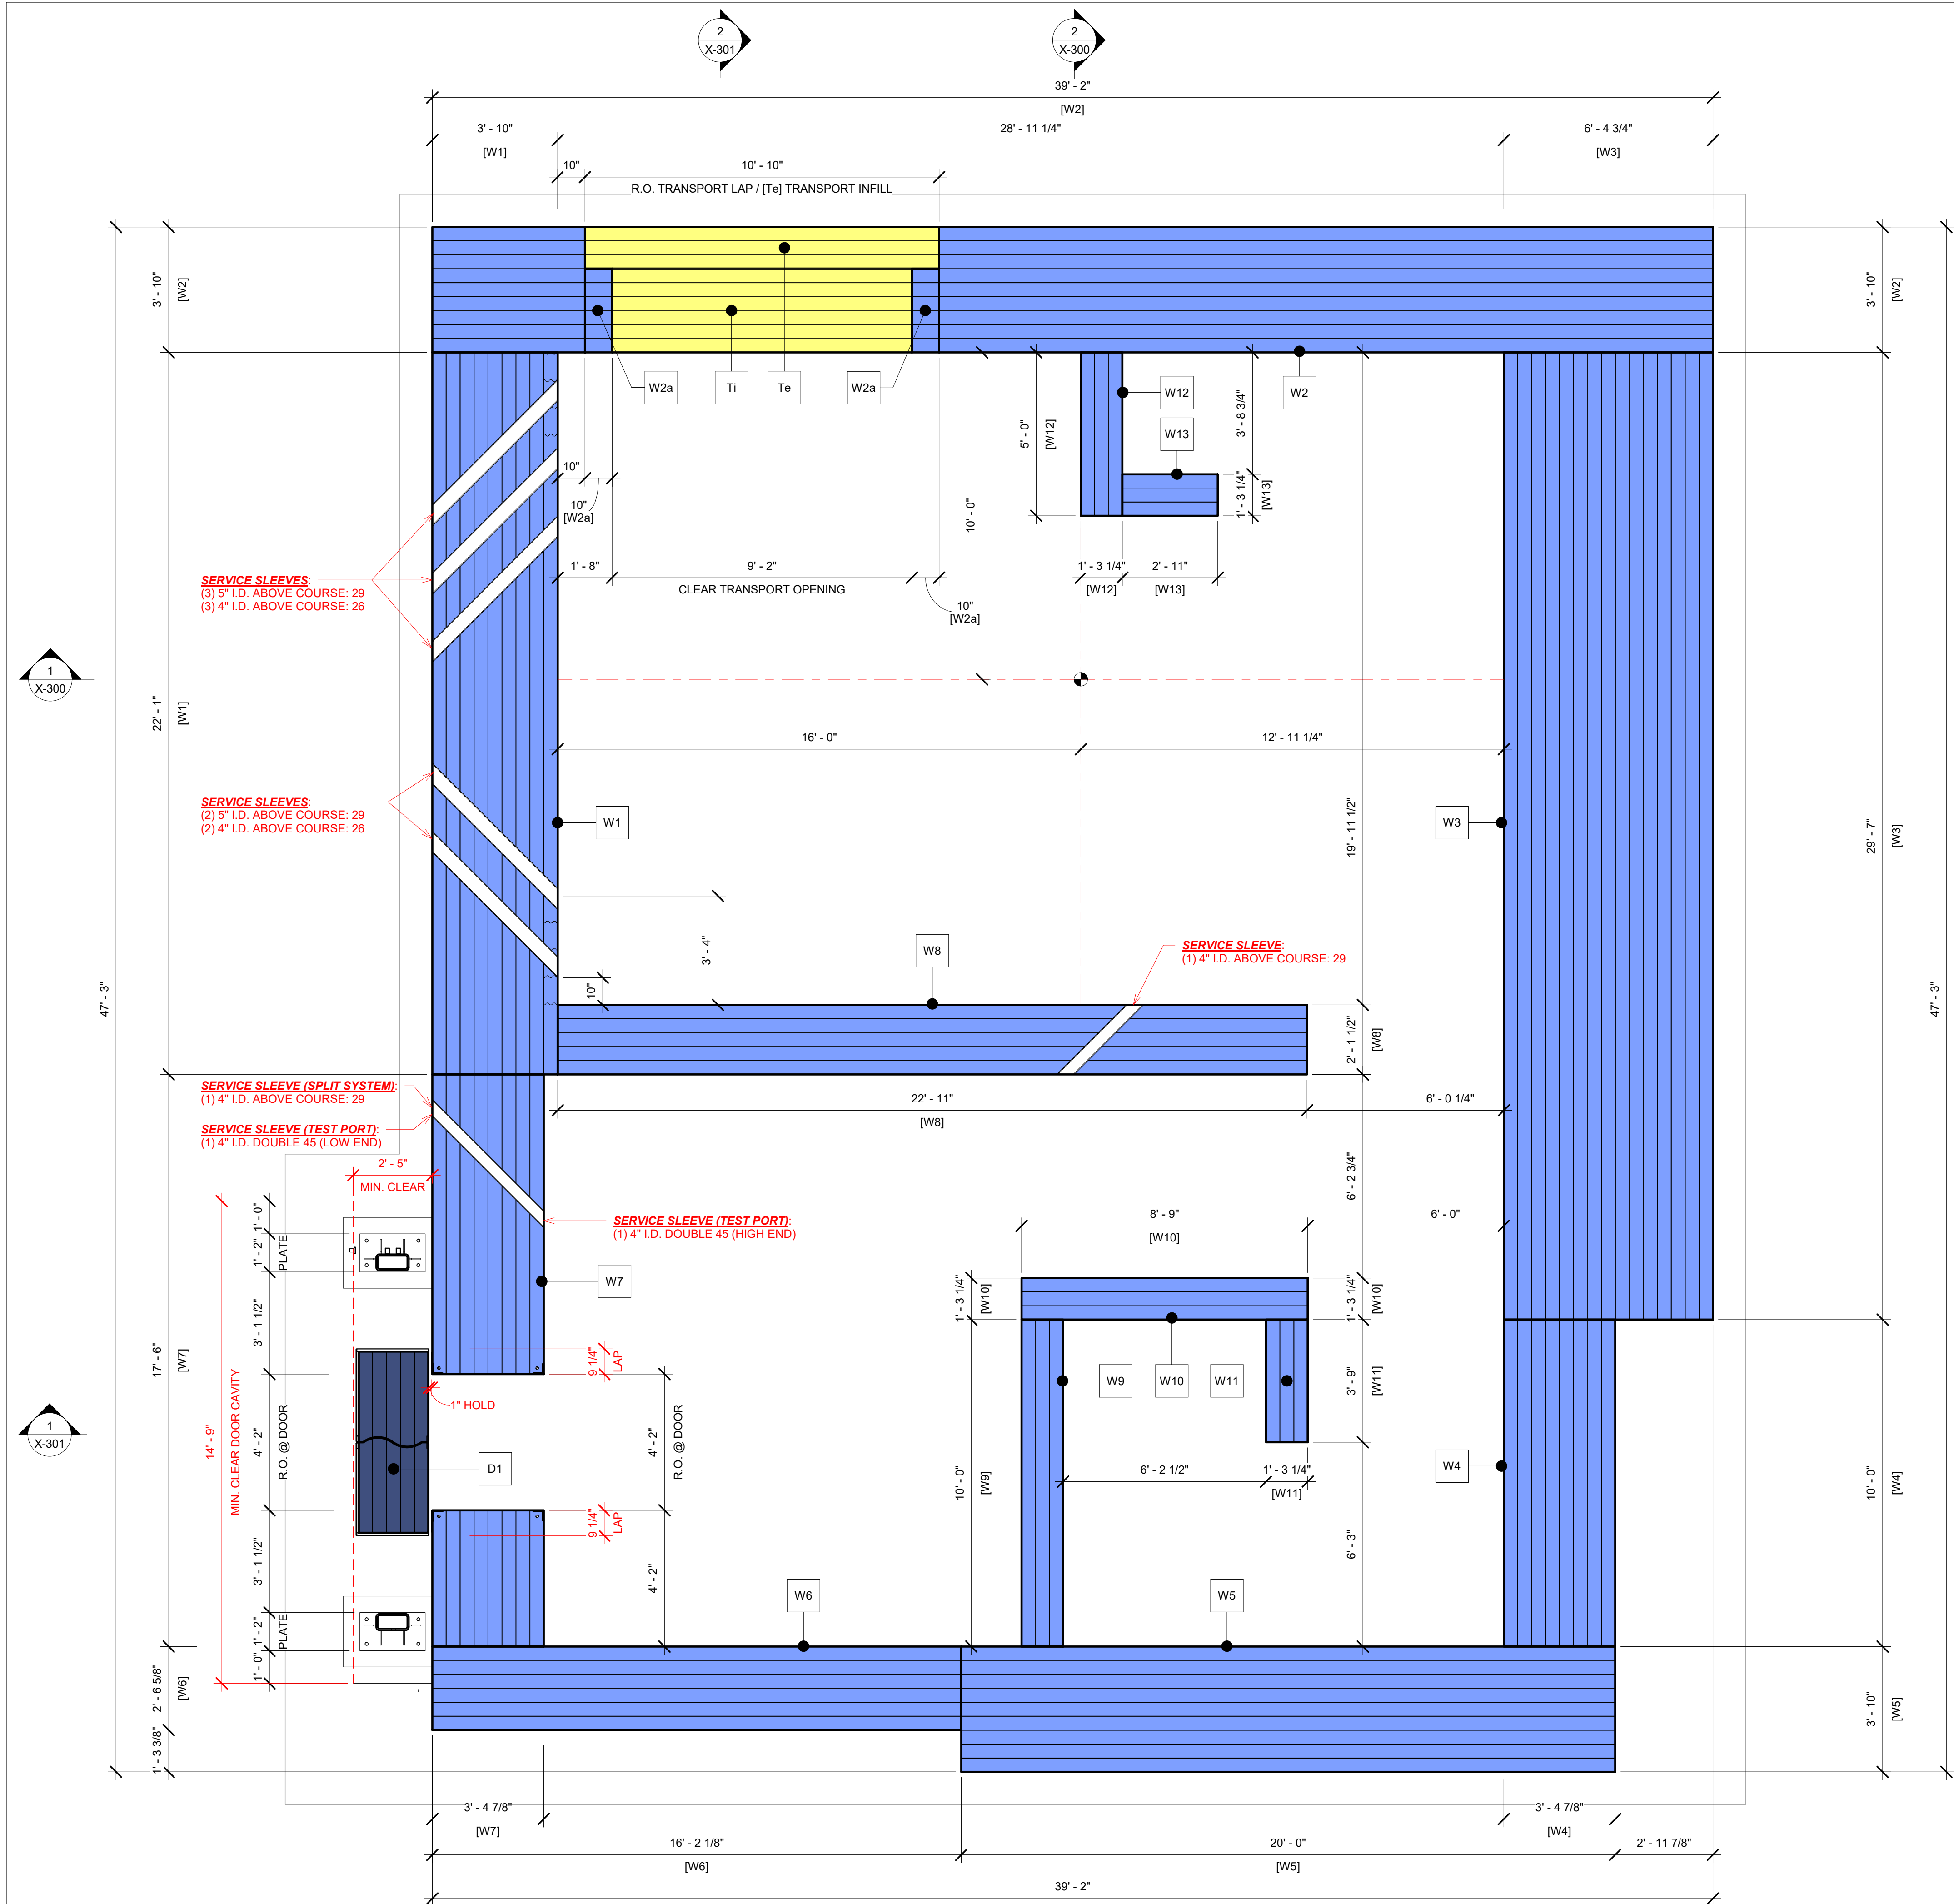 2
X-301
2
X-300
39' - 2"
[W2]
3' - 10"
[W1]
28' - 11 1/4"
6' - 4 3/4"
[W3]
10"
10' - 10"
R.O. TRANSPORT LAP / [Te] TRANSPORT INFILL
3' - 10"
[W2]
3' - 10"
[W2]
W2a
Ti
Te
W2a
W12
W2
W13
5' - 0"
[W12]
3' - 8 3/4"
1' - 3 1/4"
[W13]
10"
10"
[W2a]
10' - 0"
1' - 8"
9' - 2"
CLEAR TRANSPORT OPENING
10"
[W2a]
1' - 3 1/4"
[W12]
2' - 11"
[W13]
SERVICE SLEEVES:
(3) 5" I.D. ABOVE COURSE: 29
(3) 4" I.D. ABOVE COURSE: 26
1
X-300
22' - 1"
[W1]
16' - 0"
12' - 11 1/4"
SERVICE SLEEVES:
(2) 5" I.D. ABOVE COURSE: 29
(2) 4" I.D. ABOVE COURSE: 26
W1
19' - 11 1/2"
W3
29' - 7"
[W3]
3' - 4"
10"
W8
SERVICE SLEEVE:
(1) 4" I.D. ABOVE COURSE: 29
47' - 3"
47' - 3"
2' - 1 1/2"
[W8]
SERVICE SLEEVE (SPLIT SYSTEM):
(1) 4" I.D. ABOVE COURSE: 29
SERVICE SLEEVE (TEST PORT):
(1) 4" I.D. DOUBLE 45 (LOW END)
22' - 11"
[W8]
6' - 0 1/4"
2' - 5"
MIN. CLEAR
6' - 2 3/4"
SERVICE SLEEVE (TEST PORT):
(1) 4" I.D. DOUBLE 45 (HIGH END)
8' - 9"
[W10]
6' - 0"
1' - 0"
1' - 2"
PLATE
W7
1' - 3 1/4"
[W10]
1' - 3 1/4"
[W10]
3' - 1 1/2"
17' - 6"
[W7]
14' - 9"
MIN. CLEAR DOOR CAVITY
9 1/4"
LAP
1" HOLD
W9
W10
W11
3' - 9"
[W11]
1
X-301
4' - 2"
R.O. @ DOOR
4' - 2"
R.O. @ DOOR
D1
10' - 0"
[W9]
6' - 2 1/2"
1' - 3 1/4"
[W11]
W4
10' - 0"
[W4]
9 1/4"
LAP
3' - 1 1/2"
4' - 2"
6' - 3"
W6
W5
1' - 2"
PLATE
1' - 0"
2' - 6 5/8"
[W6]
1' - 3 3/8"
3' - 10"
[W5]
3' - 4 7/8"
[W7]
3' - 4 7/8"
[W4]
16' - 2 1/8"
[W6]
20' - 0"
[W5]
2' - 11 7/8"
39' - 2"